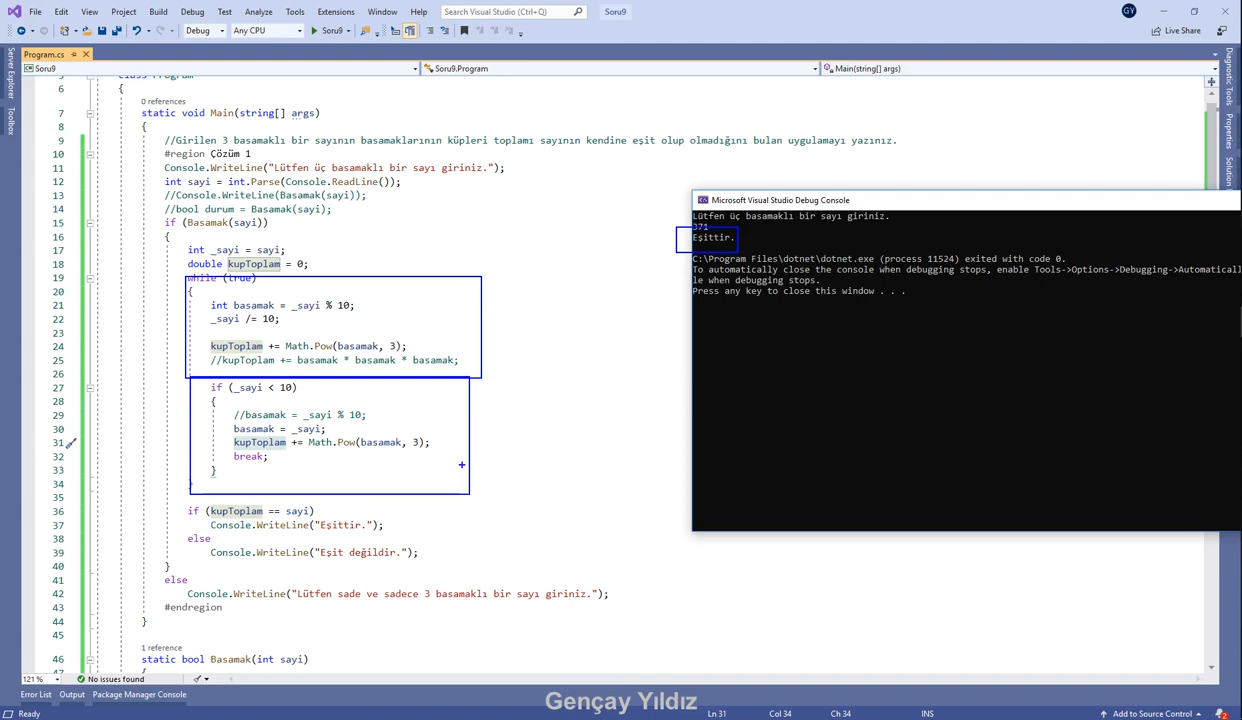 File Edit View Project Build Debug Test Analyze Tools Extensions Window Help Search Visual Studio (Ctrl+Q) Soru9 GY
Debug Any CPU Soru9 Live Share
Program.cs
Soru9 Soru9.Program Main(string[] args)
Server Explorer
Toolbox
Diagnostic Tools
Properties
Solution
6 {
0 references
7 static void Main(string[] args)
8 {
9 //Girilen 3 basamaklı bir sayının basamaklarının küpleri toplamı sayının kendine eşit olup olmadığını bulan uygulamayı yazınız.
10 #region Çözüm 1
11 Console.WriteLine("Lütfen üç basamaklı bir sayı giriniz.");
12 int sayi = int.Parse(Console.ReadLine());
13 //Console.WriteLine(Basamak(sayi));
14 //bool durum = Basamak(sayi);
15 if (Basamak(sayi))
16 {
17 int _sayi = sayi;
18 double kupToplam = 0;
19 while (true)
20 {
21 int basamak = _sayi % 10;
22 _sayi /= 10;
23
24 kupToplam += Math.Pow(basamak, 3);
25 //kupToplam += basamak * basamak * basamak;
26
27 if (_sayi < 10)
28 {
29 //basamak = _sayi % 10;
30 basamak = _sayi;
31 kupToplam += Math.Pow(basamak, 3);
32 break;
33 }
34 }
35
36 if (kupToplam == sayi)
37 Console.WriteLine("Eşittir.");
38 else
39 Console.WriteLine("Eşit değildir.");
40 }
41 else
42 Console.WriteLine("Lütfen sade ve sadece 3 basamaklı bir sayı giriniz.");
43 #endregion
44 }
45
1 reference
46 static bool Basamak(int sayi)
Microsoft Visual Studio Debug Console
Lütfen üç basamaklı bir sayı giriniz.
371
Eşittir.
C:\Program Files\dotnet\dotnet.exe (process 11524) exited with code 0.
To automatically close the console when debugging stops, enable Tools->Options->Debugging->Automaticall
le when debugging stops.
Press any key to close this window . . .
121 % No issues found
Error List Output Package Manager Console
Gençay Yıldız
Ready Ln 31 Col 34 Ch 34 INS Add to Source Control 2